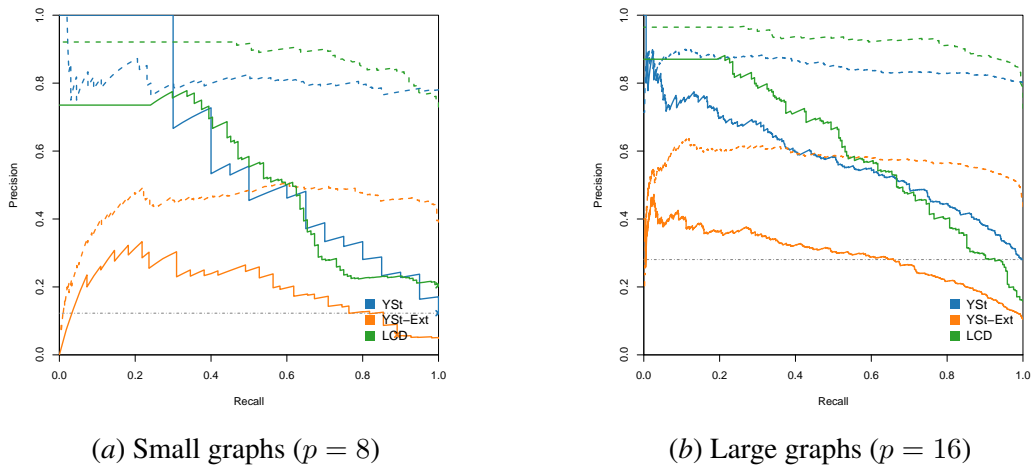 1.0
0.8
0.6
0.4
0.2
0.0
Precision
0.0 0.2 0.4 0.6 0.8 1.0
Recall
YSt
YSt−Ext
LCD
(a) Small graphs (p = 8)
1.0
0.8
0.6
0.4
0.2
0.0
Precision
0.0 0.2 0.4 0.6 0.8 1.0
Recall
YSt
YSt−Ext
LCD
(b) Large graphs (p = 16)